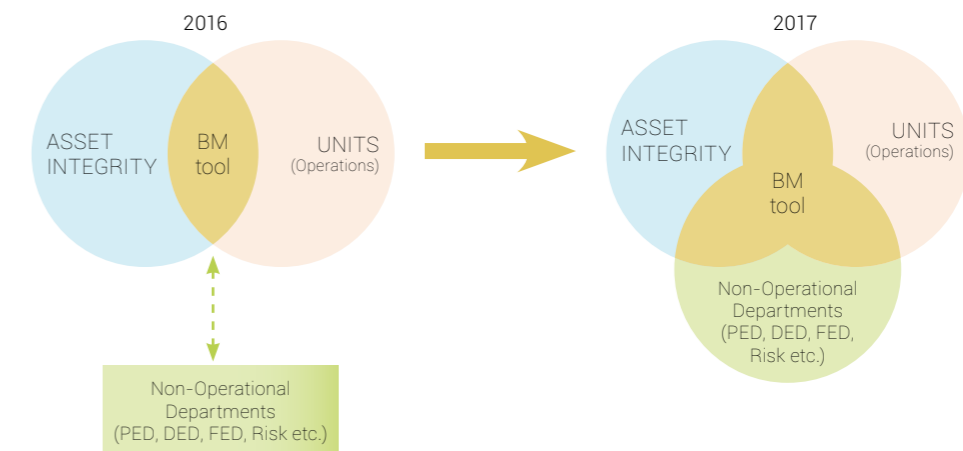 2016
ASSET
INTEGRITY
BM
tool
UNITS
(Operations)
Non-Operational
Departments
(PED, DED, FED, Risk etc.)
2017
ASSET
INTEGRITY
UNITS
(Operations)
BM
tool
Non-Operational
Departments
(PED, DED, FED,
Risk etc.)